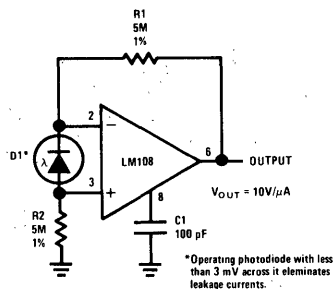 R1
5M
1%
2
D1*
λ
LM108
6
OUTPUT
3
8
V_OUT = 10V/μA
R2
5M
1%
C1
100 pF
*Operating photodiode with less
than 3 mV across it eleminates
leakage currents.